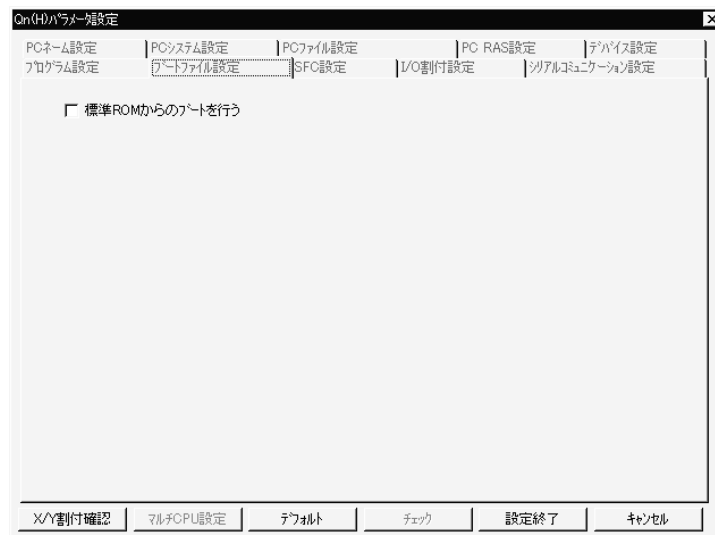 Qn(H)ﾊﾟﾗﾒｰﾀ設定
PCﾈｰﾑ設定 PCｼｽﾃﾑ設定 PCﾌｧｲﾙ設定 PC RAS設定 ﾃﾞﾊﾞｲｽ設定
ﾌﾟﾛｸﾞﾗﾑ設定 ﾌﾞｰﾄﾌｧｲﾙ設定 SFC設定 I/O割付設定 ｼﾘｱﾙｺﾐｭﾆｹｰｼｮﾝ設定
標準ROMからのﾌﾞｰﾄを行う
X/Y割付確認 ﾏﾙﾁCPU設定 ﾃﾞﾌｫﾙﾄ ﾁｪｯｸ 設定終了 ｷｬﾝｾﾙ